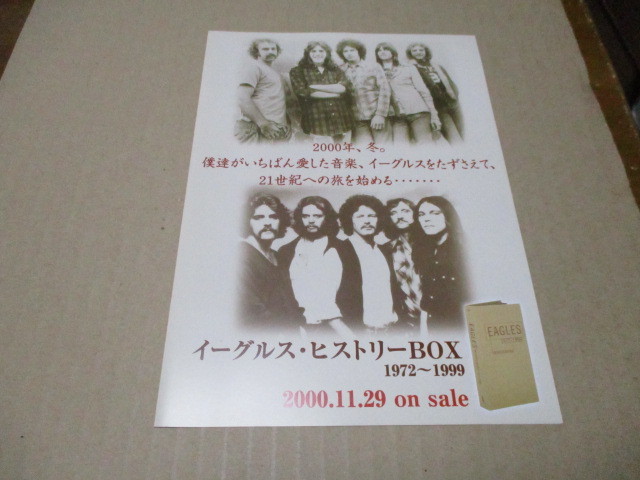 2000年、冬。
僕達がいちばん愛した音楽、イーグルスをたずさえて、
21世紀への旅を始める・・・・・・・
イーグルス・ヒストリーBOX
1972〜1999
2000.11.29 on sale
EAGLES